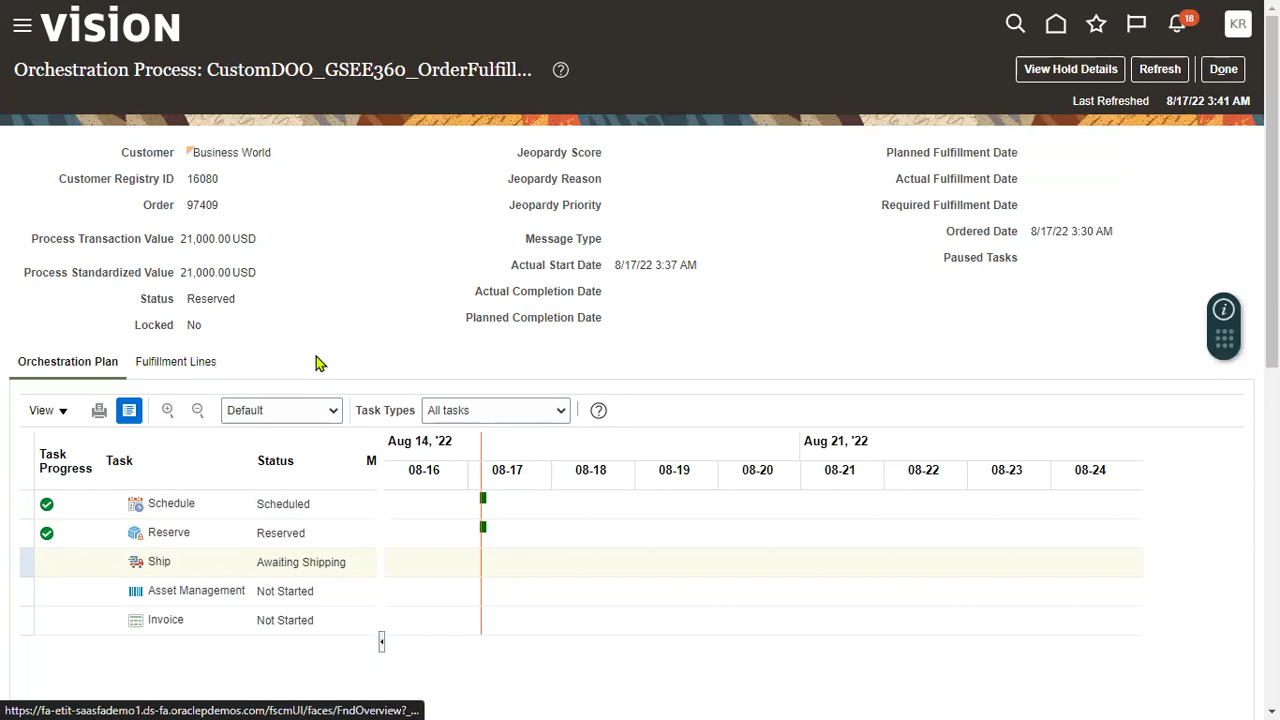 vision
18
KR
Orchestration Process: CustomDOO_GSEE360_OrderFulfill...
View Hold Details
Refresh
Done
Last Refreshed 8/17/22 3:41 AM
Customer Business World
Customer Registry ID 16080
Order 97409
Process Transaction Value 21,000.00 USD
Process Standardized Value 21,000.00 USD
Status Reserved
Locked No
Jeopardy Score
Jeopardy Reason
Jeopardy Priority
Message Type
Actual Start Date 8/17/22 3:37 AM
Actual Completion Date
Planned Completion Date
Planned Fulfillment Date
Actual Fulfillment Date
Required Fulfillment Date
Ordered Date 8/17/22 3:30 AM
Paused Tasks
Orchestration Plan
Fulfillment Lines
View
Default
Task Types All tasks
Task Progress
Task
Status
M
Aug 14, '22
Aug 21, '22
08-16 08-17 08-18 08-19 08-20 08-21 08-22 08-23 08-24
Schedule Scheduled
Reserve Reserved
Ship Awaiting Shipping
Asset Management Not Started
Invoice Not Started
https://fa-etit-saasfademo1.ds-fa.oraclepdemos.com/fscmUI/faces/FndOverview?_...